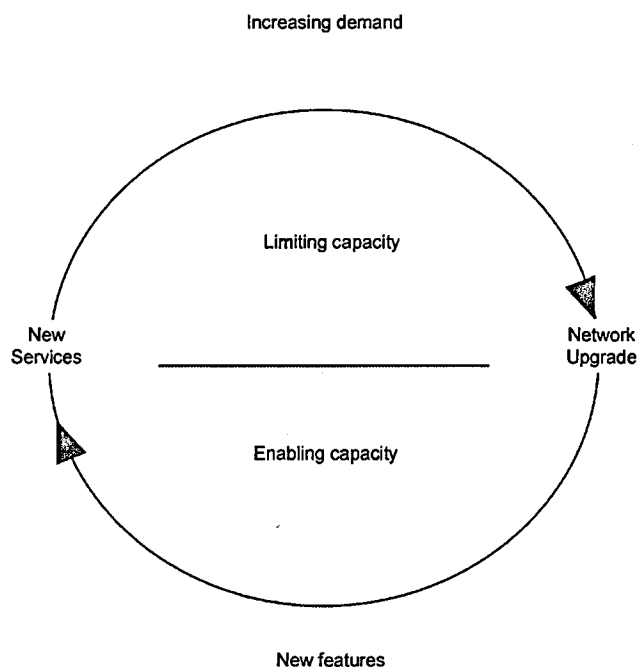 Increasing demand
Limiting capacity
New
Services
Network
Upgrade
Enabling capacity
New features